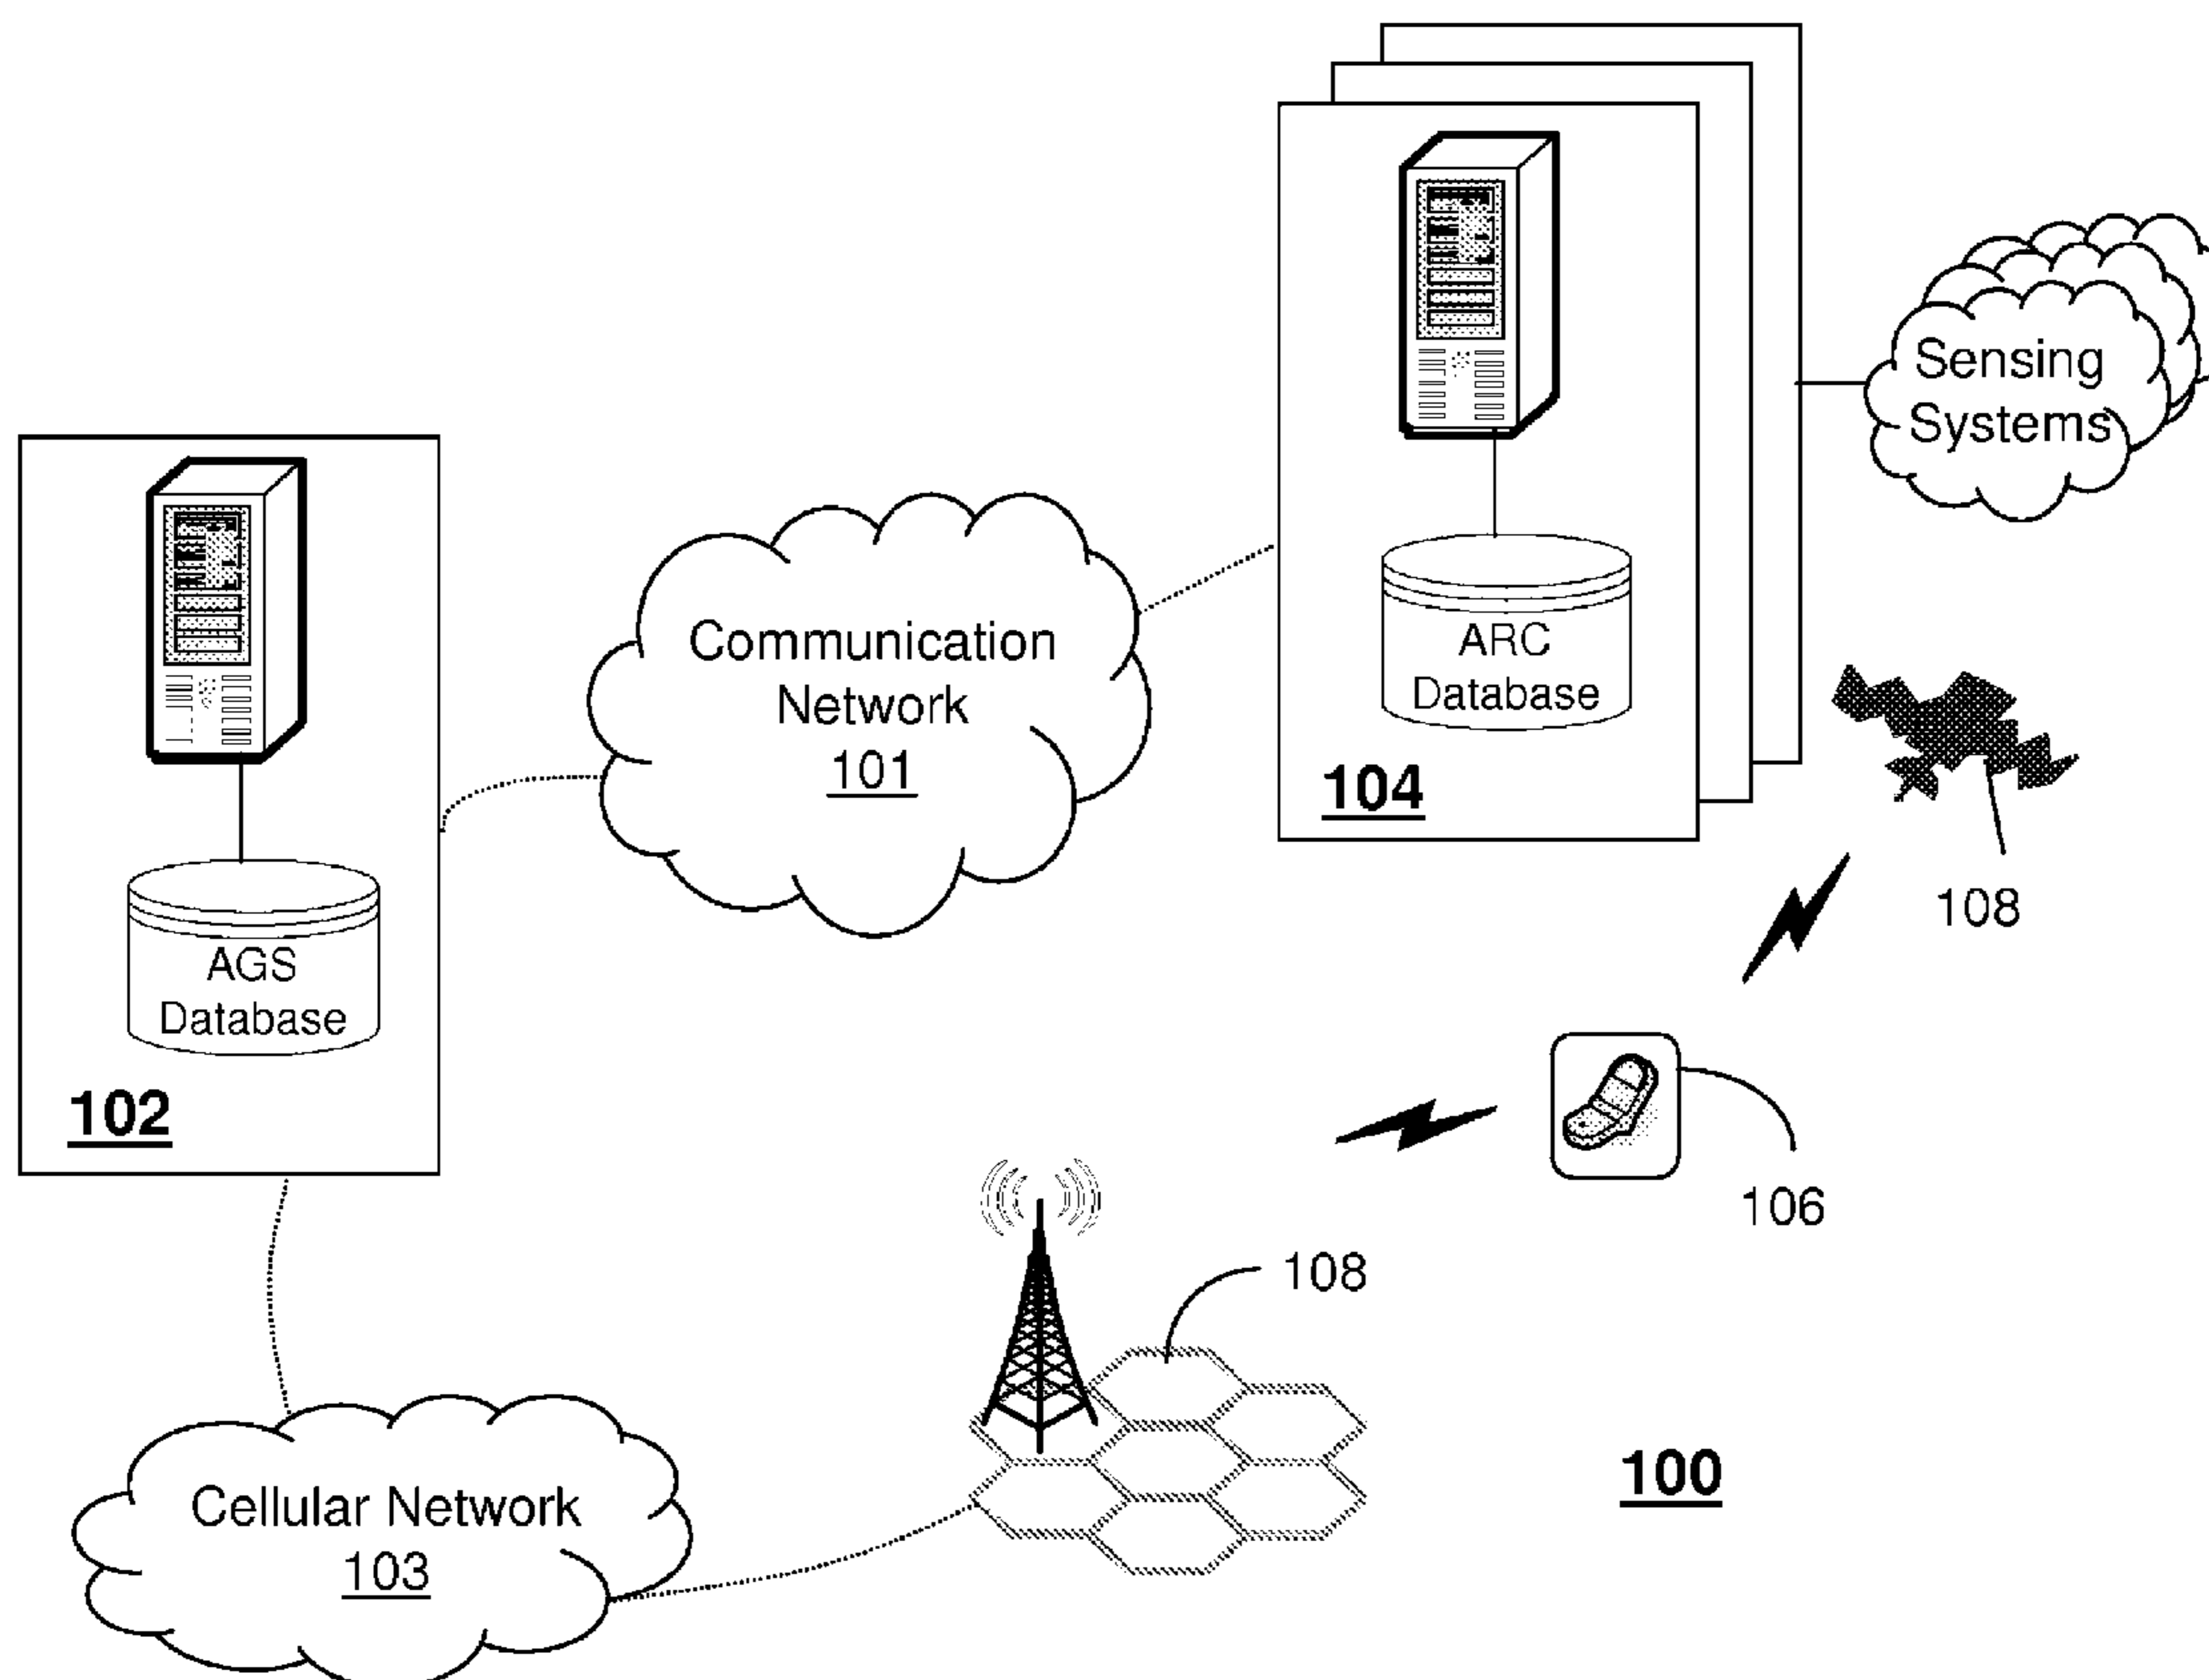 Sensing
Systems
Communication
Network
101
ARC
Database
104
AGS
Database
102
108
106
108
Cellular Network
103
100